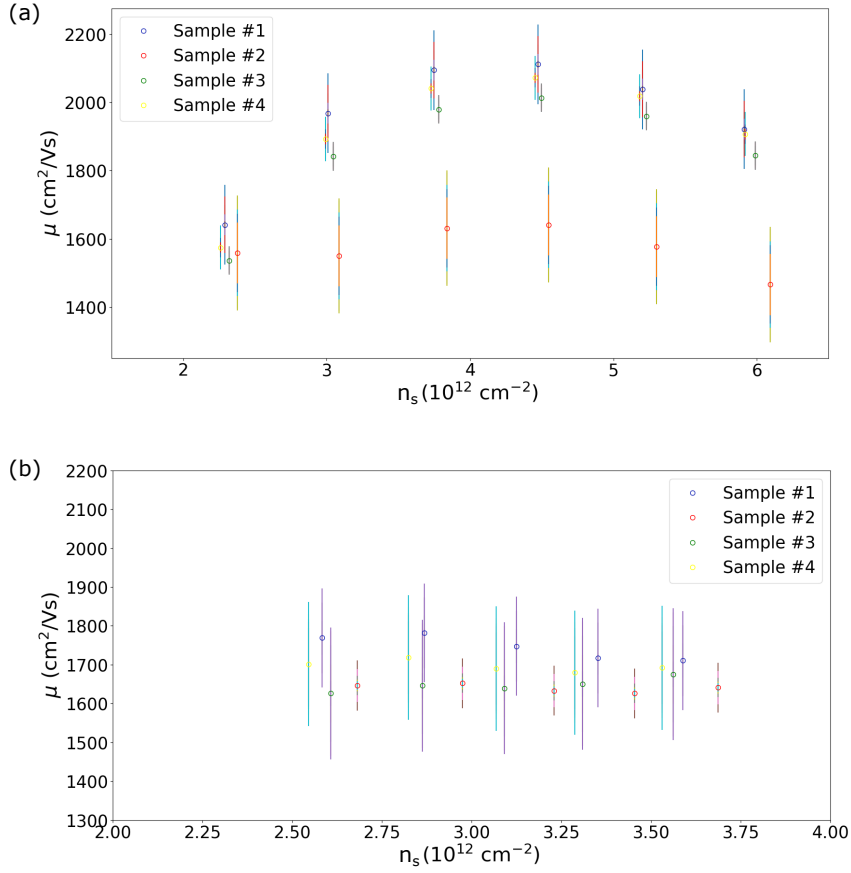 (a)
Sample #1
Sample #2
Sample #3
Sample #4
2200
2000
1800
1600
1400
μ (cm²/Vs)
2 3 4 5 6
nₛ(10¹² cm⁻²)
(b)
Sample #1
Sample #2
Sample #3
Sample #4
2200
2100
2000
1900
1800
1700
1600
1500
1400
1300
μ (cm²/Vs)
2.00 2.25 2.50 2.75 3.00 3.25 3.50 3.75 4.00
nₛ(10¹² cm⁻²)